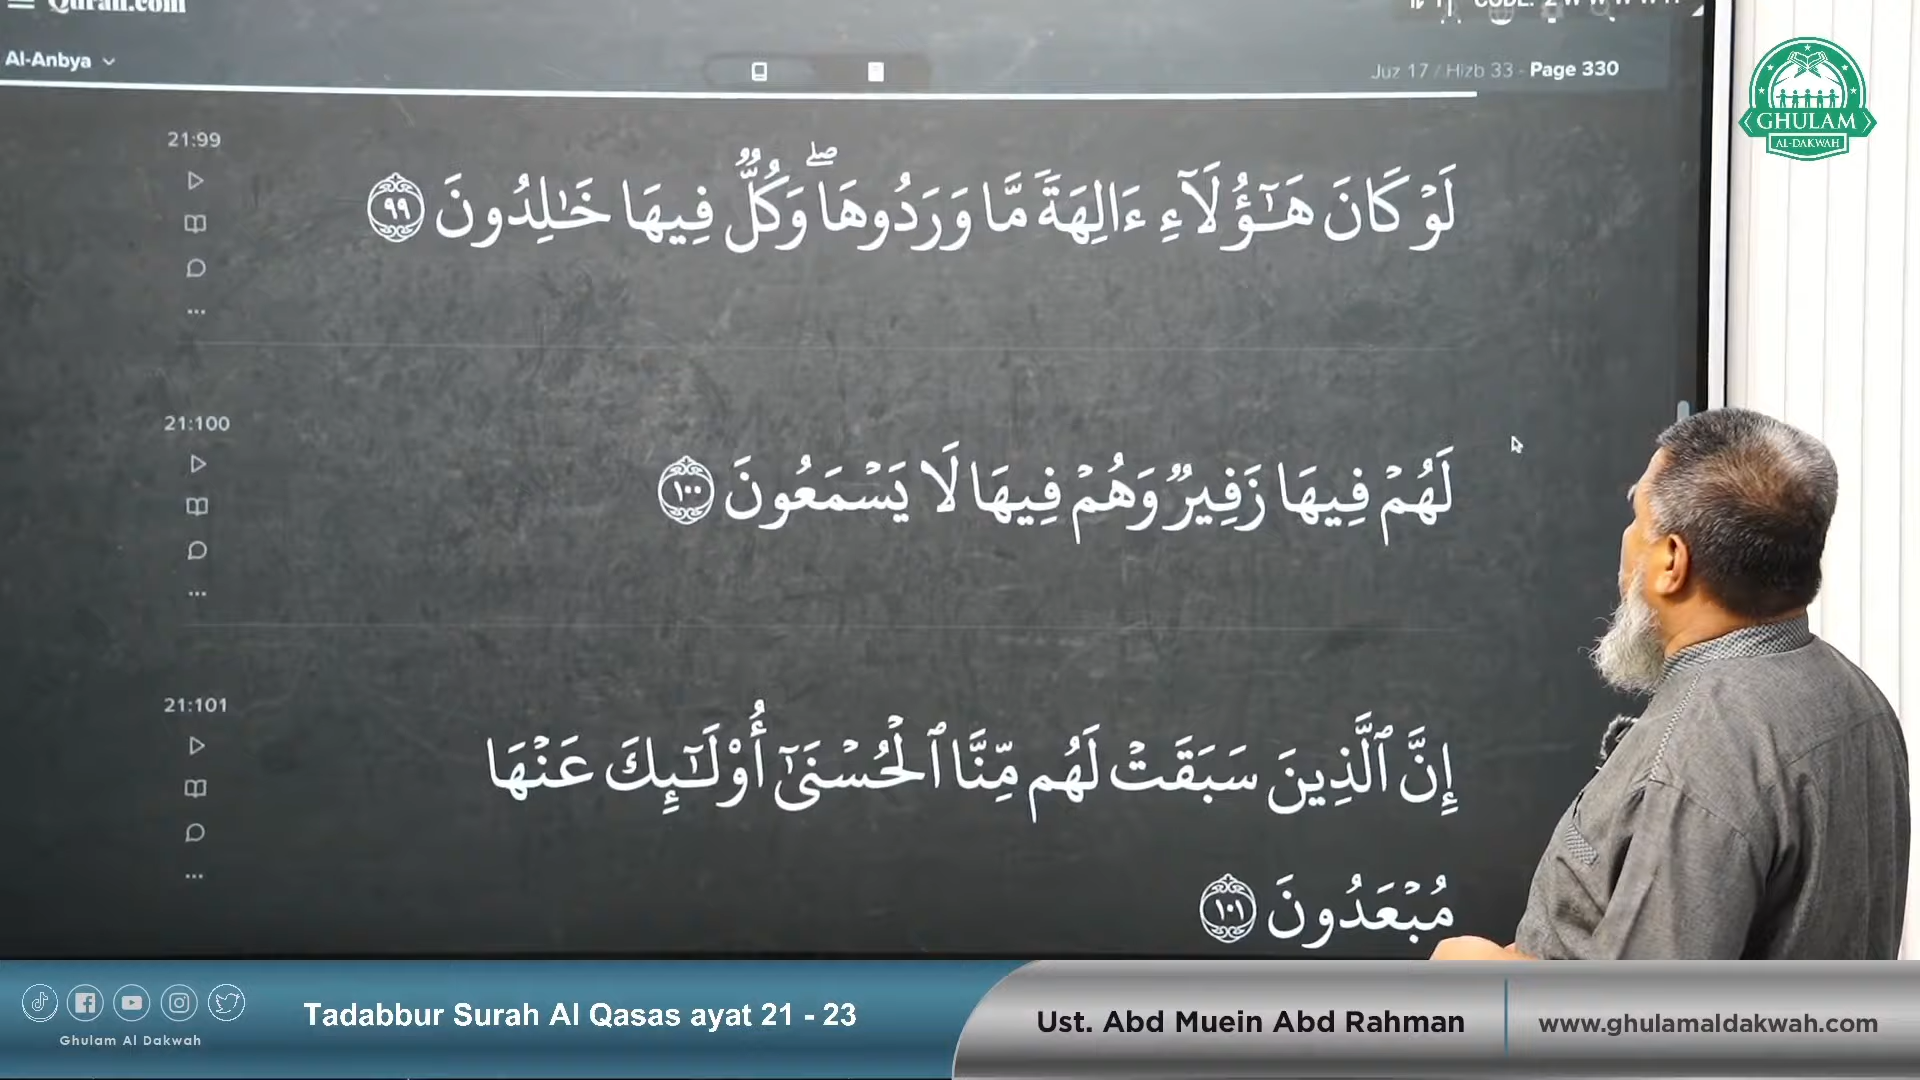 Quran.com
Al-Anbya
Juz 17 / Hizb 33 - Page 330
GHULAM
AL-DAKWAH
21:99
لَوْ كَانَ هَـٰٓؤُلَآءِ ءَالِهَةً مَّا وَرَدُوهَا ۖ وَكُلٌّ فِيهَا خَـٰلِدُونَ ٩٩
21:100
لَهُمْ فِيهَا زَفِيرٌ وَهُمْ فِيهَا لَا يَسْمَعُونَ ١٠٠
21:101
إِنَّ ٱلَّذِينَ سَبَقَتْ لَهُم مِّنَّا ٱلْحُسْنَىٰٓ أُو۟لَـٰٓئِكَ عَنْهَا
مُبْعَدُونَ ١٠١
Ghulam Al Dakwah
Tadabbur Surah Al Qasas ayat 21 - 23
Ust. Abd Muein Abd Rahman
www.ghulamaldakwah.com